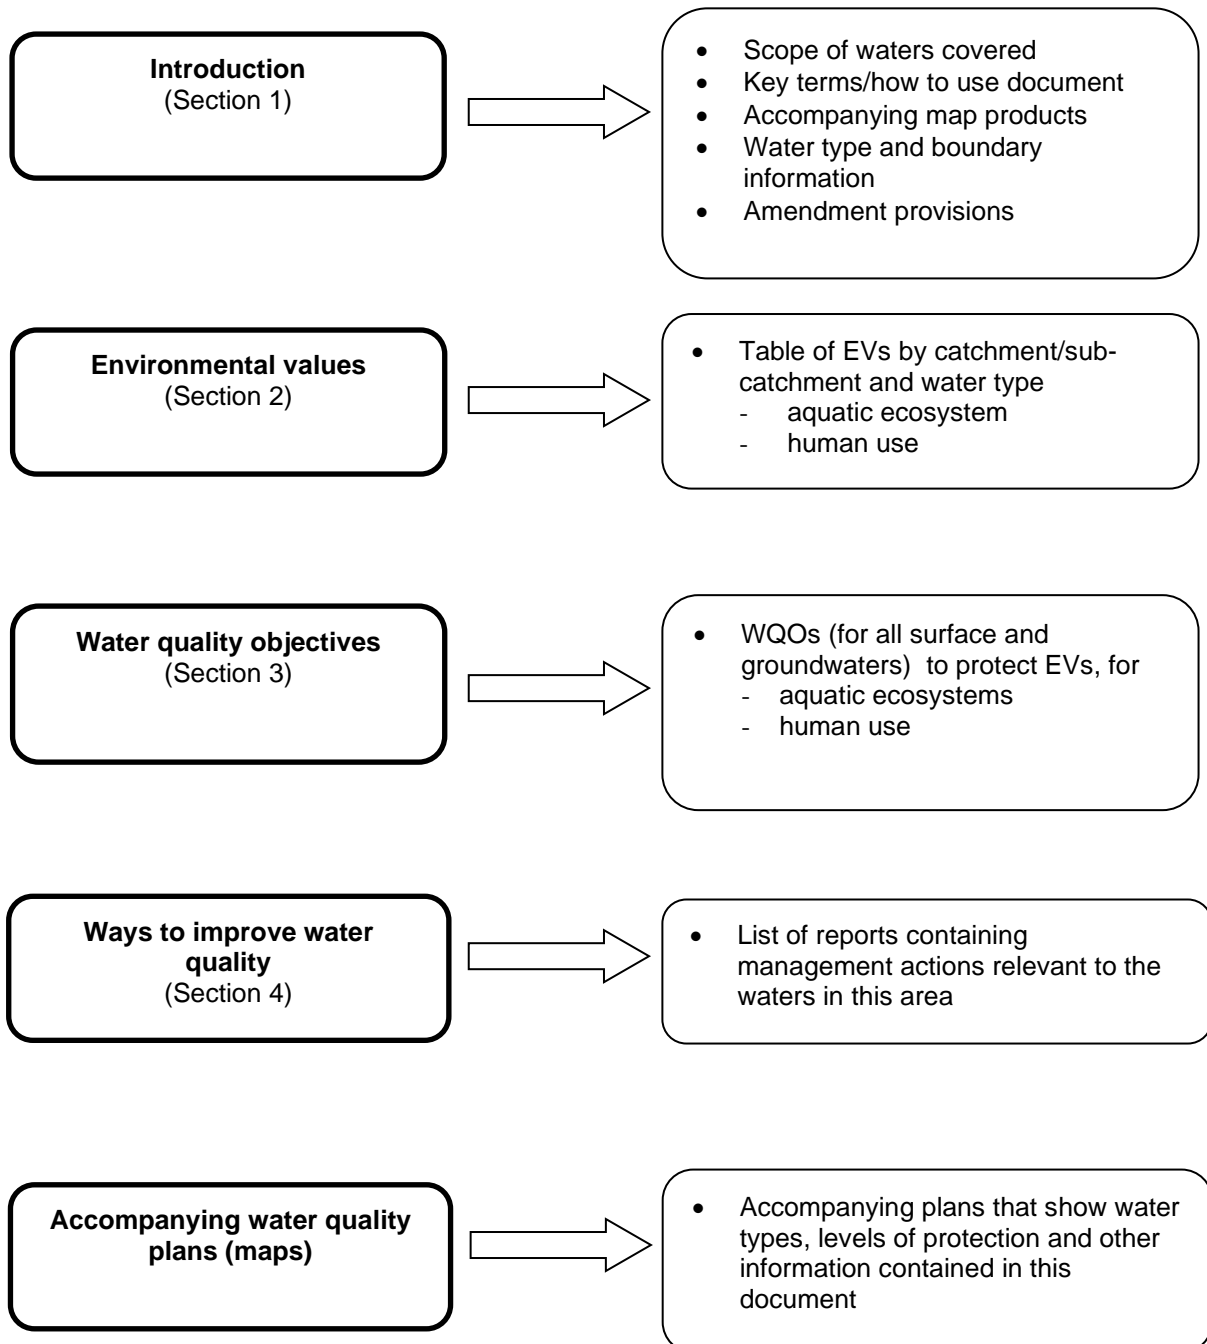 Introduction
(Section 1)
• Scope of waters covered
• Key terms/how to use document
• Accompanying map products
• Water type and boundary
information
• Amendment provisions
Environmental values
(Section 2)
• Table of EVs by catchment/sub-
catchment and water type
- aquatic ecosystem
- human use
Water quality objectives
(Section 3)
• WQOs (for all surface and
groundwaters) to protect EVs, for
- aquatic ecosystems
- human use
Ways to improve water
quality
(Section 4)
• List of reports containing
management actions relevant to the
waters in this area
Accompanying water quality
plans (maps)
• Accompanying plans that show water
types, levels of protection and other
information contained in this
document